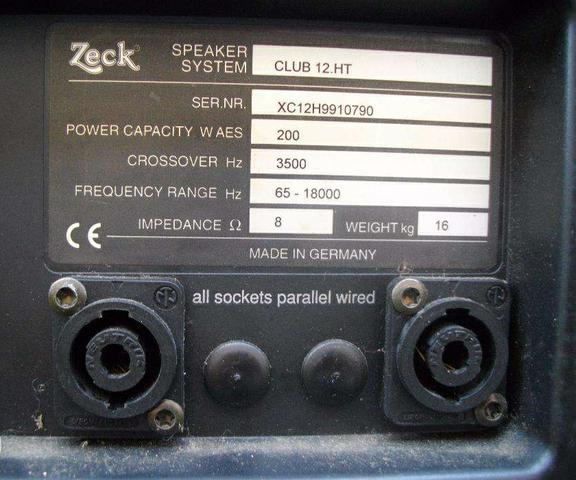 Zeck
SPEAKER SYSTEM CLUB 12.HT
SER.NR. XC12H9910790
POWER CAPACITY W AES 200
CROSSOVER Hz 3500
FREQUENCY RANGE Hz 65 - 18000
IMPEDANCE Ω 8 WEIGHT kg 16
CE
MADE IN GERMANY
all sockets parallel wired